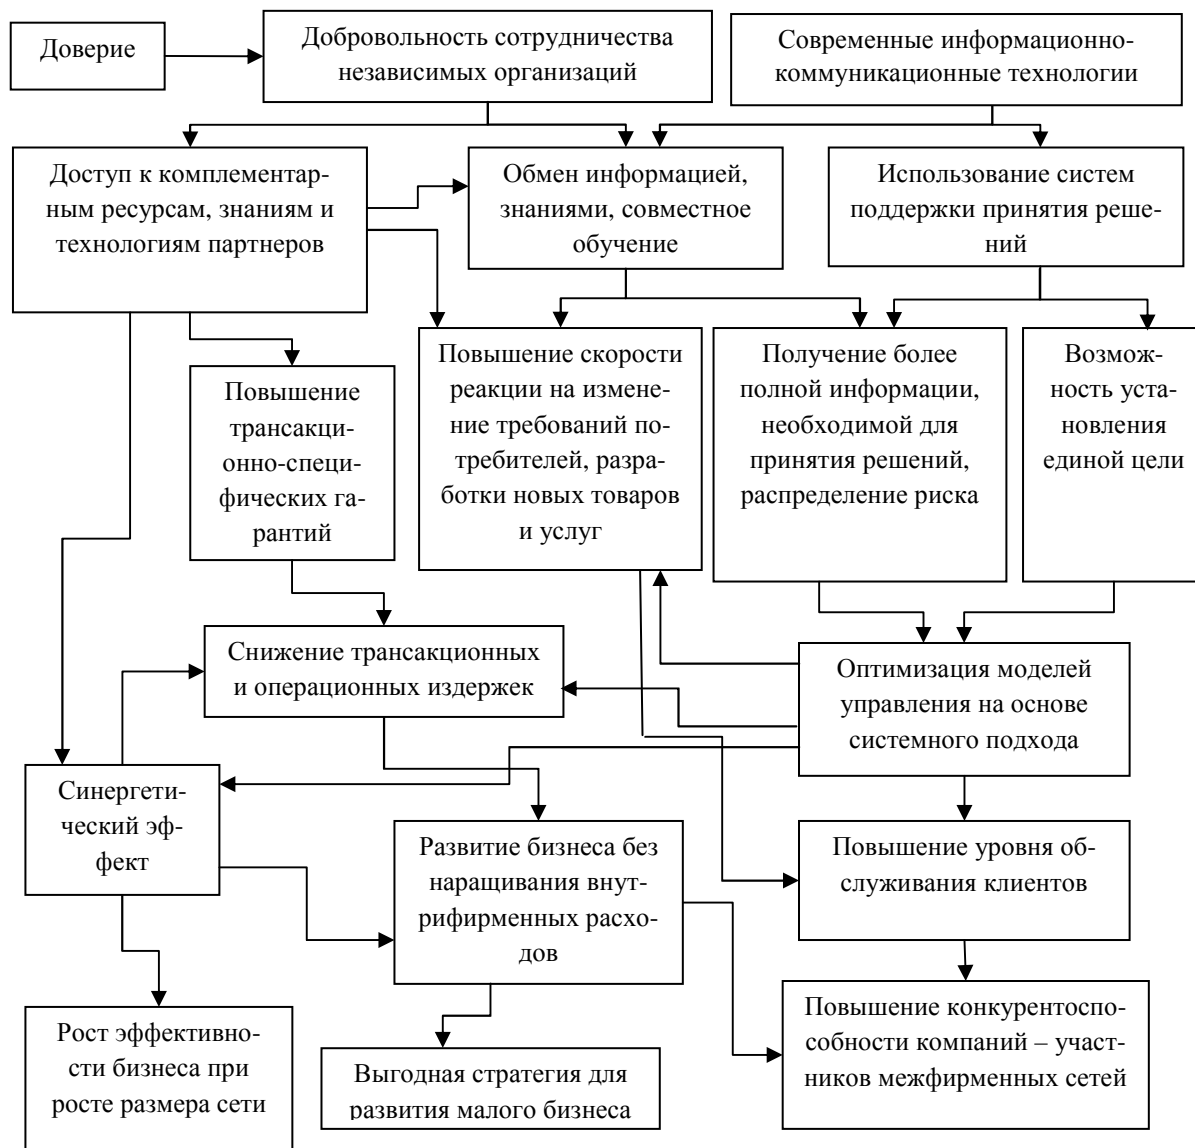 Доверие
Добровольность сотрудничества
независимых организаций
Современные информационно-
коммуникационные технологии
Доступ к комплементар-
ным ресурсам, знаниям и
технологиям партнеров
Обмен информацией,
знаниями, совместное
обучение
Использование систем
поддержки принятия реше-
ний
Повышение
трансакци-
онно-специ-
фических га-
рантий
Повышение скорости
реакции на измене-
ние требований по-
требителей, разра-
ботки новых товаров
и услуг
Получение более
полной информации,
необходимой для
принятия решений,
распределение риска
Возмож-
ность уста-
новления
единой цели
Снижение трансакционных
и операционных издержек
Оптимизация моделей
управления на основе
системного подхода
Синергети-
ческий эф-
фект
Развитие бизнеса без
наращивания внут-
рифирменных расхо-
дов
Повышение уровня об-
служивания клиентов
Рост эффективно-
сти бизнеса при
росте размера сети
Выгодная стратегия для
развития малого бизнеса
Повышение конкурентоспо-
собности компаний – участ-
ников межфирменных сетей